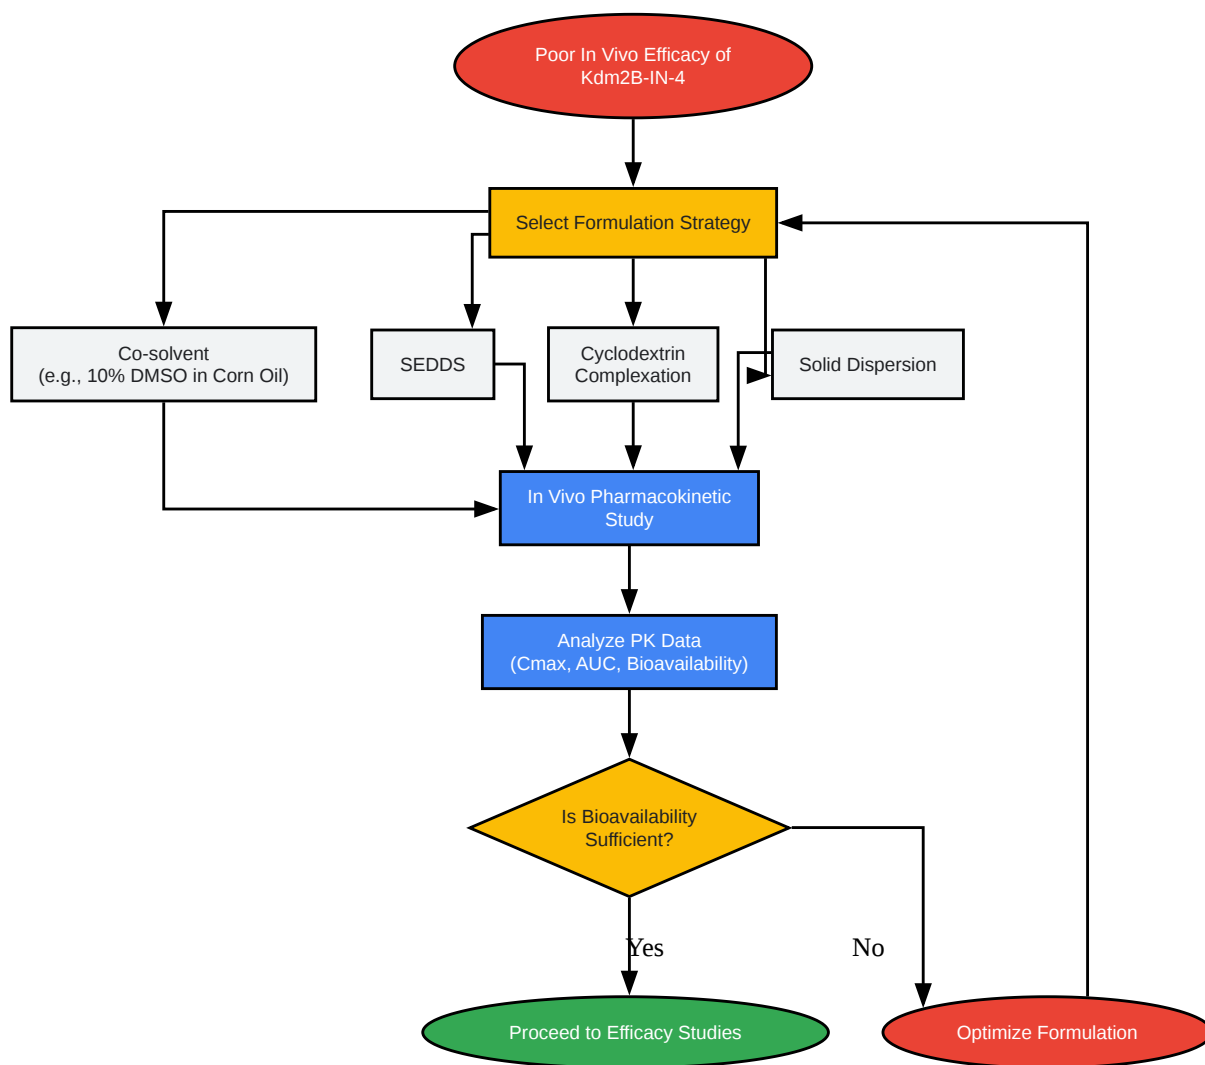 Poor In Vivo Efficacy of
Kdm2B-IN-4
Select Formulation Strategy
Co-solvent
(e.g., 10% DMSO in Corn Oil)
SEDDS
Cyclodextrin
Complexation
Solid Dispersion
In Vivo Pharmacokinetic
Study
Analyze PK Data
(Cmax, AUC, Bioavailability)
Is Bioavailability
Sufficient?
Yes
No
Proceed to Efficacy Studies
Optimize Formulation